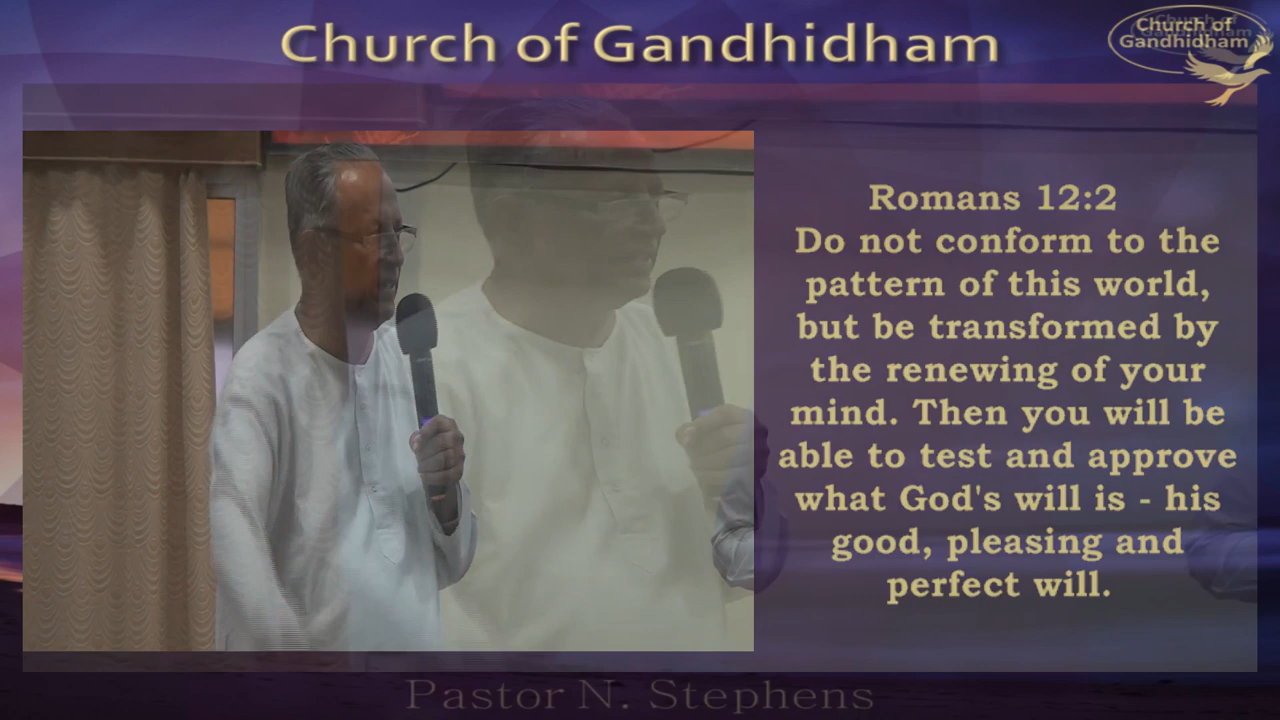 Church of Gandhidham
Church of
Gandhidham
Romans 12:2
Do not conform to the
pattern of this world,
but be transformed by
the renewing of your
mind. Then you will be
able to test and approve
what God's will is - his
good, pleasing and
perfect will.
Pastor N. Stephens